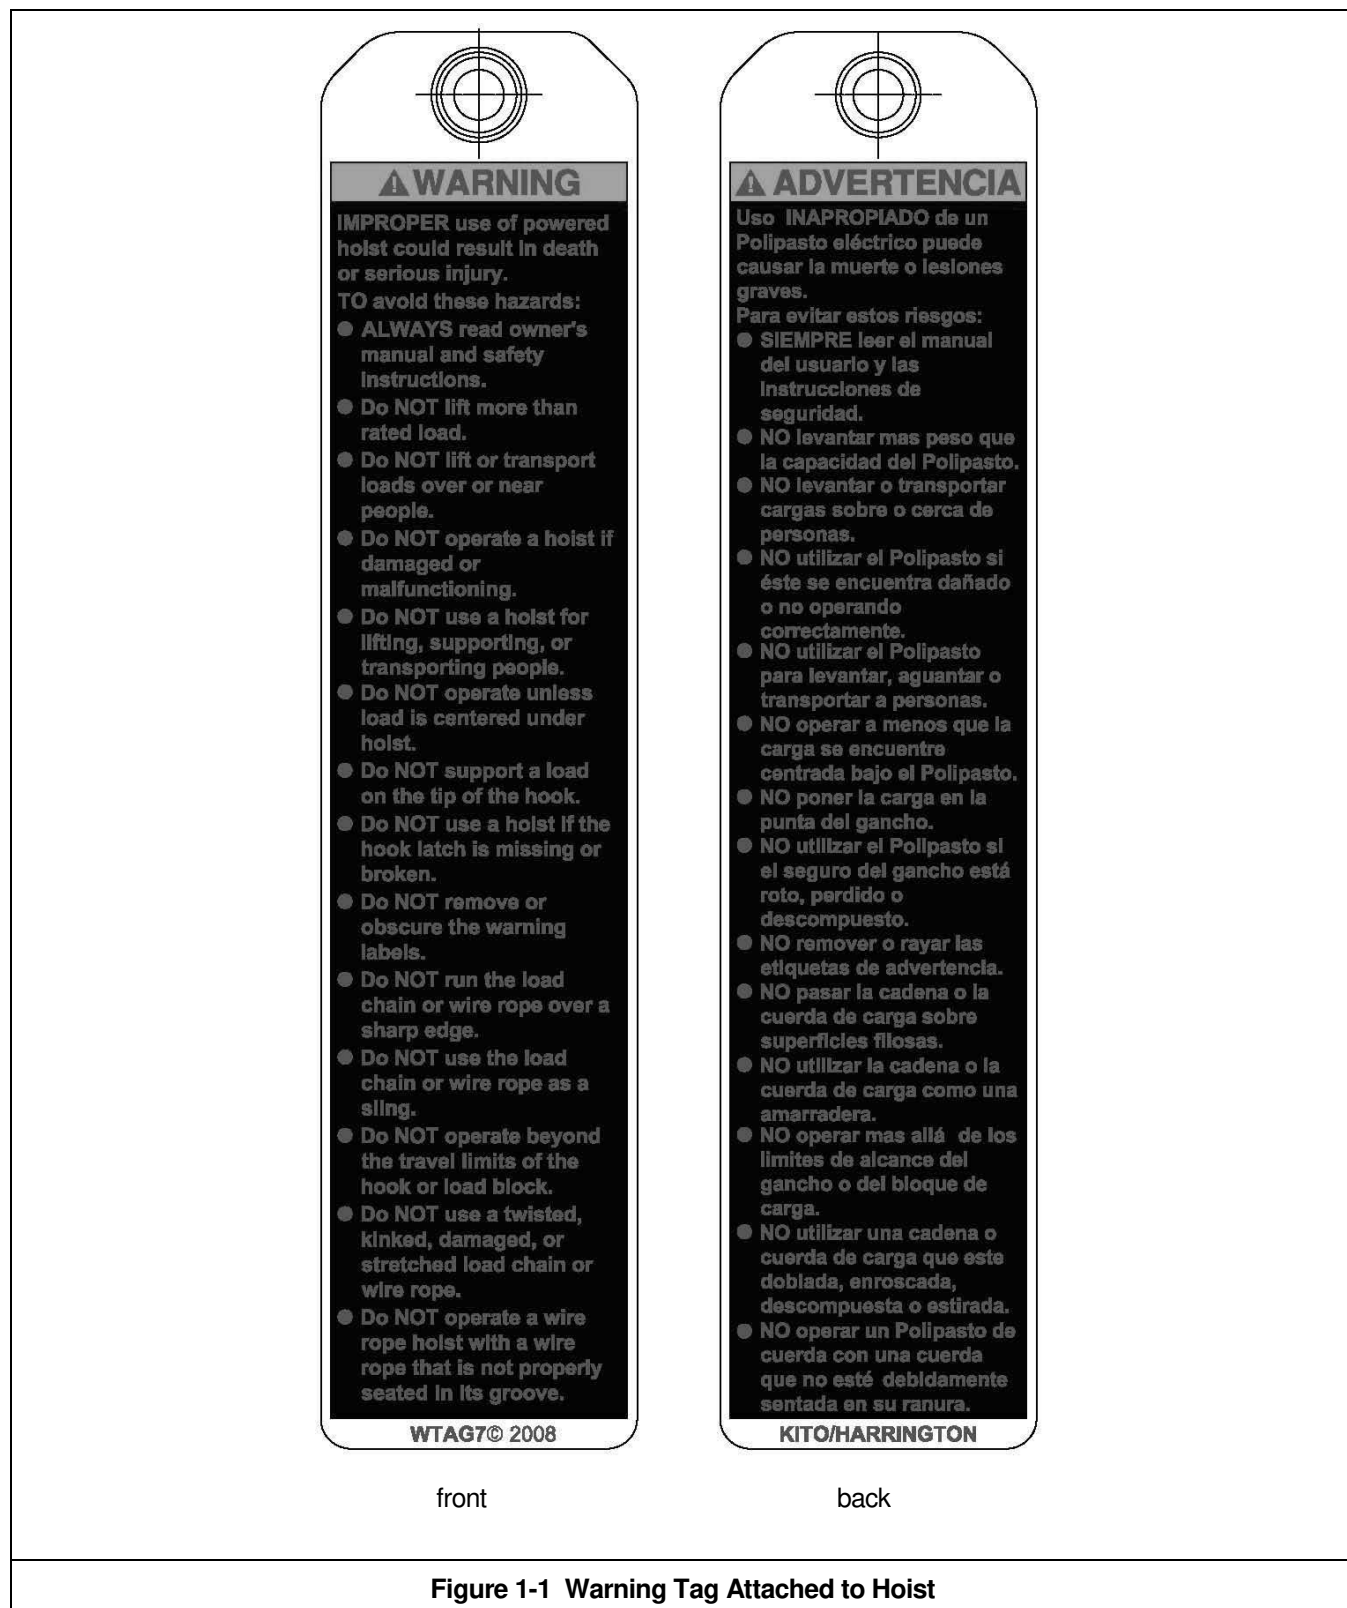 WARNING
IMPROPER use of powered
hoist could result in death
or serious injury.
TO avoid these hazards:
● ALWAYS read owner's
manual and safety
instructions.
● Do NOT lift more than
rated load.
● Do NOT lift or transport
loads over or near
people.
● Do NOT operate a hoist if
damaged or
malfunctioning.
● Do NOT use a hoist for
lifting, supporting, or
transporting people.
● Do NOT operate unless
load is centered under
hoist.
● Do NOT support a load
on the tip of the hook.
● Do NOT use a hoist if the
hook latch is missing or
broken.
● Do NOT remove or
obscure the warning
labels.
● Do NOT run the load
chain or wire rope over a
sharp edge.
● Do NOT use the load
chain or wire rope as a
sling.
● Do NOT operate beyond
the travel limits of the
hook or load block.
● Do NOT use a twisted,
kinked, damaged, or
stretched load chain or
wire rope.
● Do NOT operate a wire
rope hoist with a wire
rope that is not properly
seated in its groove.
WTAG7© 2008
front
ADVERTENCIA
Uso INAPROPIADO de un
Polipasto eléctrico puede
causar la muerte o lesiones
graves.
Para evitar estos riesgos:
● SIEMPRE leer el manual
del usuario y las
instrucciones de
seguridad.
● NO levantar mas peso que
la capacidad del Polipasto.
● NO levantar o transportar
cargas sobre o cerca de
personas.
● NO utilizar el Polipasto si
éste se encuentra dañado
o no operando
correctamente.
● NO utilizar el Polipasto
para levantar, aguantar o
transportar a personas.
● NO operar a menos que la
carga se encuentre
centrada bajo el Polipasto.
● NO poner la carga en la
punta del gancho.
● NO utilizar el Polipasto si
el seguro del gancho está
roto, perdido o
descompuesto.
● NO remover o rayar las
etiquetas de advertencia.
● NO pasar la cadena o la
cuerda de carga sobre
superficies filosas.
● NO utilizar la cadena o la
cuerda de carga como una
amarradera.
● NO operar mas allá de los
limites de alcance del
gancho o del bloque de
carga.
● NO utilizar una cadena o
cuerda de carga que este
doblada, enroscada,
descompuesta o estirada.
● NO operar un Polipasto de
cuerda con una cuerda
que no esté debidamente
sentada en su ranura.
KITO/HARRINGTON
back
Figure 1-1 Warning Tag Attached to Hoist